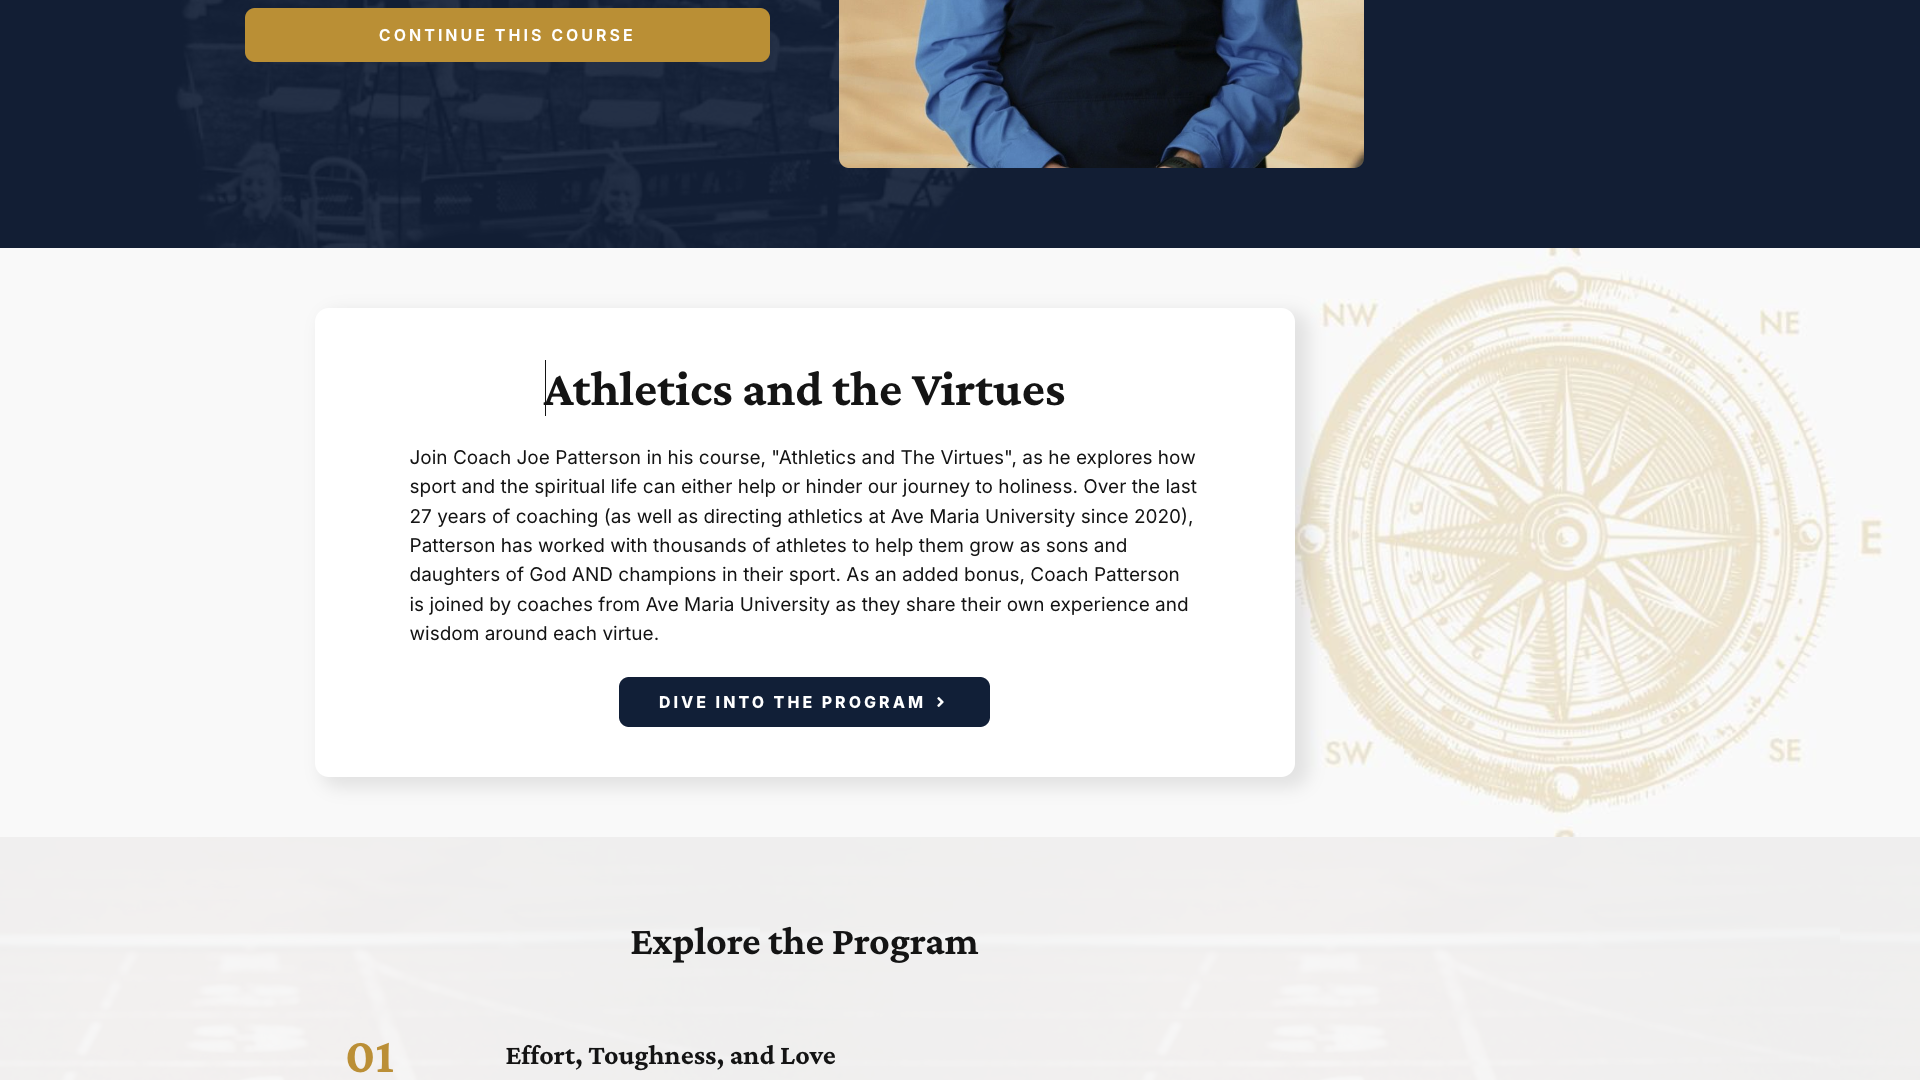 CONTINUE THIS COURSE
NW
NE
Athletics and the Virtues
Join Coach Joe Patterson in his course, "Athletics and The Virtues", as he explores how
sport and the spiritual life can either help or hinder our journey to holiness. Over the last
27 years of coaching (as well as directing athletics at Ave Maria University since 2020),
Patterson has worked with thousands of athletes to help them grow as sons and
daughters of God AND champions in their sport. As an added bonus, Coach Patterson
is joined by coaches from Ave Maria University as they share their own experience and
wisdom around each virtue.
E
DIVE INTO THE PROGRAM
SW
SE
Explore the Program
01
Effort, Toughness, and Love